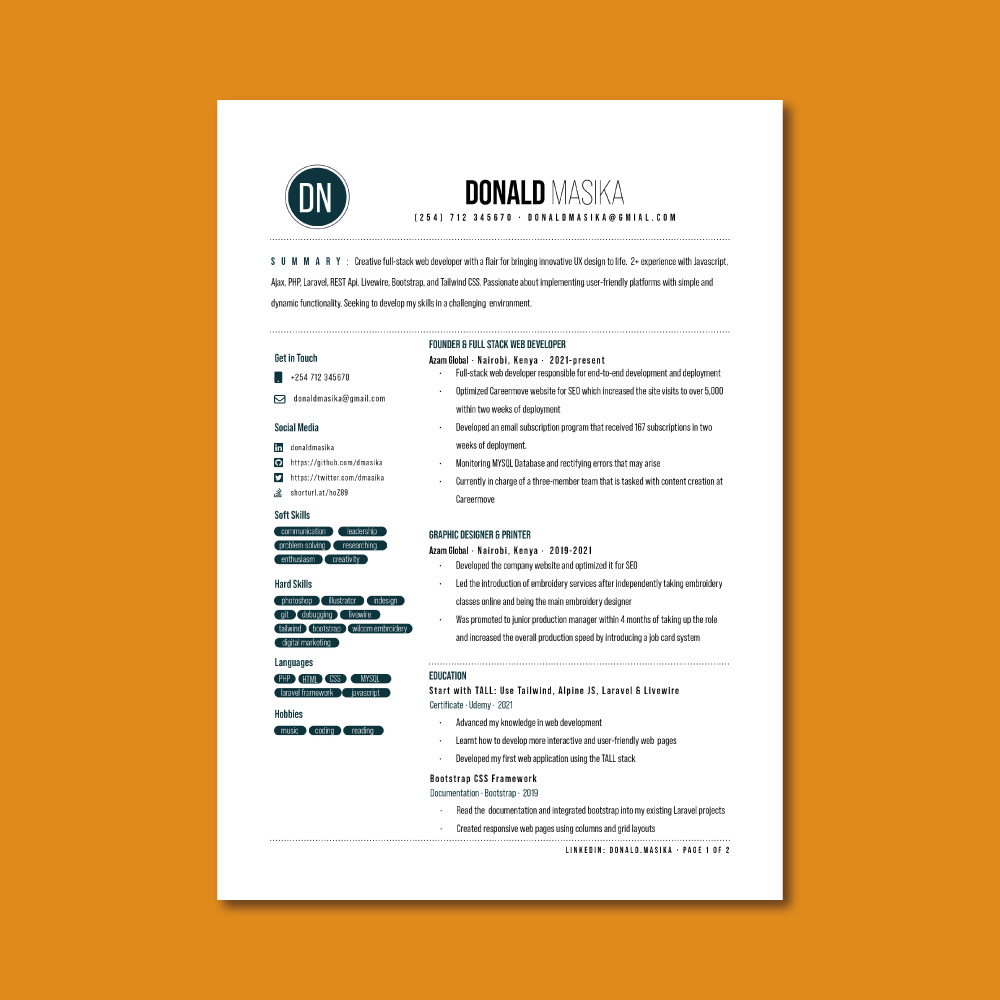 DN
DONALD MASIKA
(254) 712 345670 · DONALDMASIKA@GMIAL.COM
SUMMARY: Creative full-stack web developer with a flair for bringing innovative UX design to life. 2+ experience with Javascript,
Ajax, PHP, Laravel, REST Api. Livewire, Bootstrap, and Tailwind CSS. Passionate about implementing user-friendly platforms with simple and
dynamic functionality. Seeking to develop my skills in a challenging environment.
Get in Touch
+254 712 345670
donaldmasika@gmail.com
Social Media
donaldmasika
https://github.com/dmasika
https://twitter.com/dmasika
shorturl.at/hoZ89
Soft Skills
communication leadership
problem-solving researching
enthusiasm creativity
Hard Skills
photoshop illustrator indesign
git debugging livewire
tailwind bootstrap wilcom embroidery
digital marketing
Languages
PHP HTML CSS MYSQL
laravel framework javascript
Hobbies
music coding reading
FOUNDER & FULL STACK WEB DEVELOPER
Azam Global · Nairobi, Kenya · 2021-present
· Full-stack web developer responsible for end-to-end development and deployment
· Optimized Careermove website for SEO which increased the site visits to over 5,000
within two weeks of deployment
· Developed an email subscription program that received 167 subscriptions in two
weeks of deployment.
· Monitoring MYSQL Database and rectifying errors that may arise
· Currently in charge of a three-member team that is tasked with content creation at
Careermove
GRAPHIC DESIGNER & PRINTER
Azam Global · Nairobi, Kenya · 2019-2021
· Developed the company website and optimized it for SEO
· Led the introduction of embroidery services after independently taking embroidery
classes online and being the main embroidery designer
· Was promoted to junior production manager within 4 months of taking up the role
and increased the overall production speed by introducing a job card system
EDUCATION
Start with TALL: Use Tailwind, Alpine JS, Laravel & Livewire
Certificate · Udemy · 2021
· Advanced my knowledge in web development
· Learnt how to develop more interactive and user-friendly web pages
· Developed my first web application using the TALL stack
Bootstrap CSS Framework
Documentation · Bootstrap · 2019
· Read the documentation and integrated bootstrap into my existing Laravel projects
· Created responsive web pages using columns and grid layouts
LINKEDIN: DONALD.MASIKA · PAGE 1 OF 2